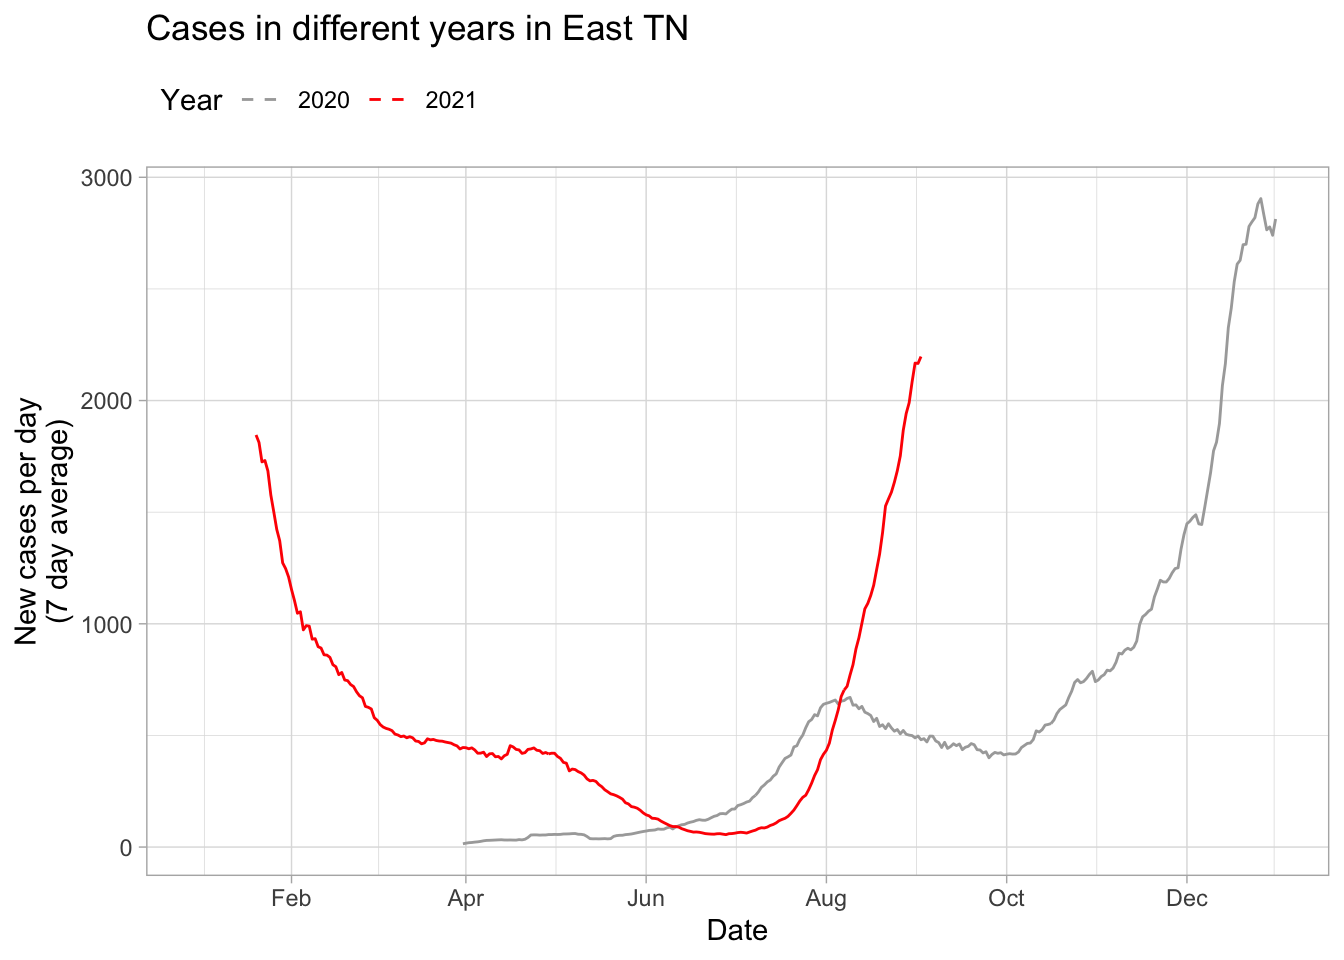 Cases in different years in East TN
Year 2020 2021
New cases per day
(7 day average)
3000
2000
1000
0
Feb Apr Jun Aug Oct Dec
Date